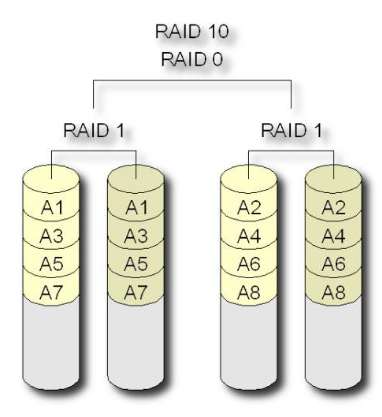 RAID 10
RAID 0
RAID 1 RAID 1
A1 A1 A2 A2
A3 A3 A4 A4
A5 A5 A6 A6
A7 A7 A8 A8